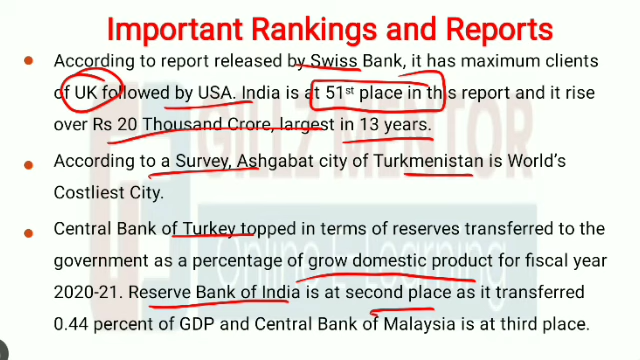 Important Rankings and Reports
According to report released by Swiss Bank, it has maximum clients
of UK followed by USA. India is at 51st place in this report and it rise
over Rs 20 Thousand Crore, largest in 13 years.
According to a Survey, Ashgabat city of Turkmenistan is World's
Costliest City.
Central Bank of Turkey topped in terms of reserves transferred to the
government as a percentage of grow domestic product for fiscal year
2020-21. Reserve Bank of India is at second place as it transferred
0.44 percent of GDP and Central Bank of Malaysia is at third place.
GILLZ MENTOR
Online E-Learning